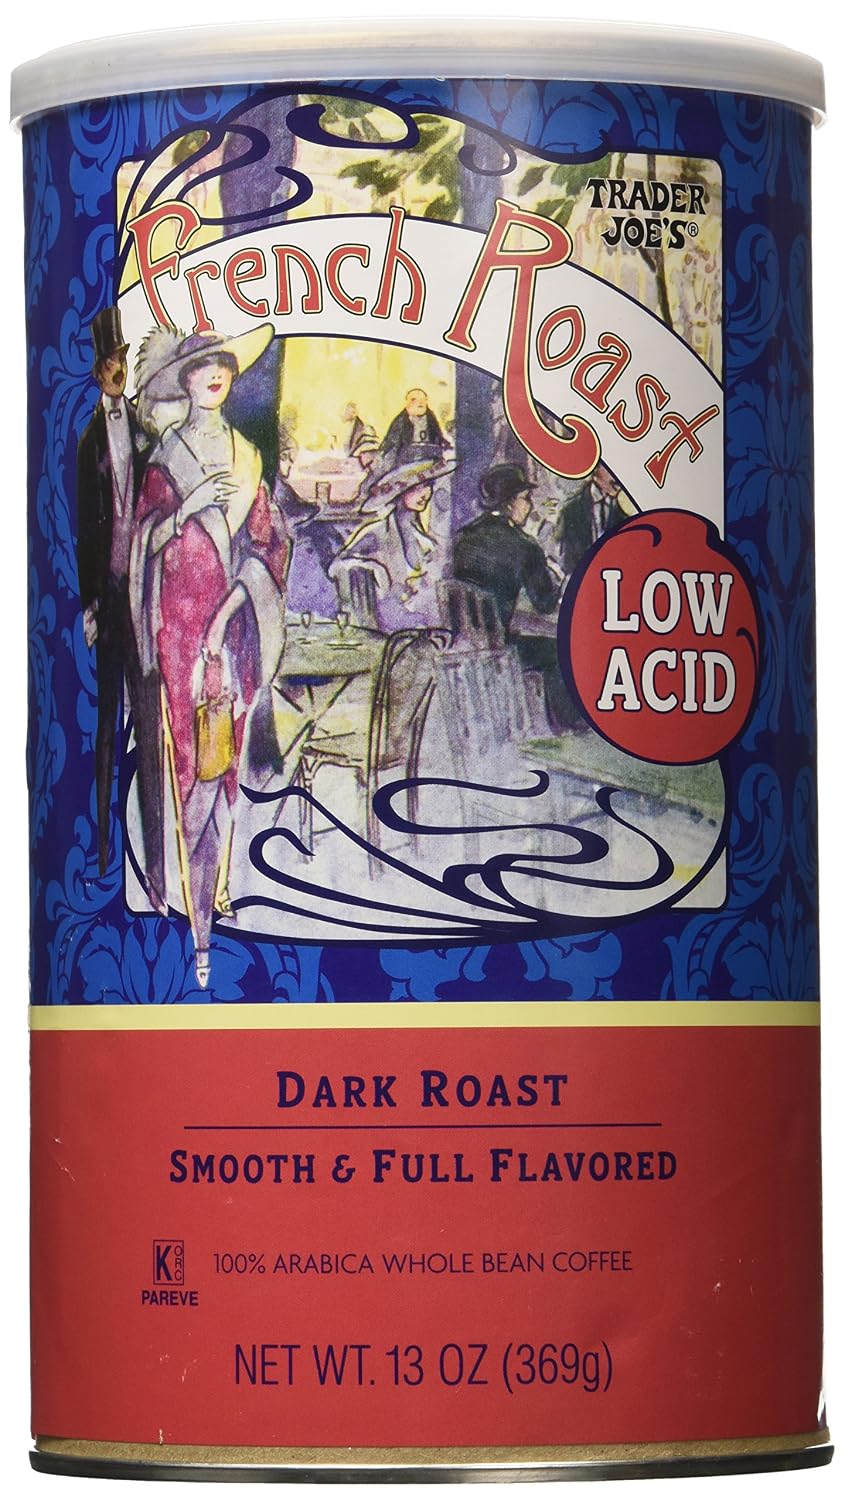 TRADER
JOE'S®
French Roast
LOW
ACID
DARK ROAST
SMOOTH & FULL FLAVORED
K ORC
PAREVE
100% ARABICA WHOLE BEAN COFFEE
NET WT. 13 OZ (369g)